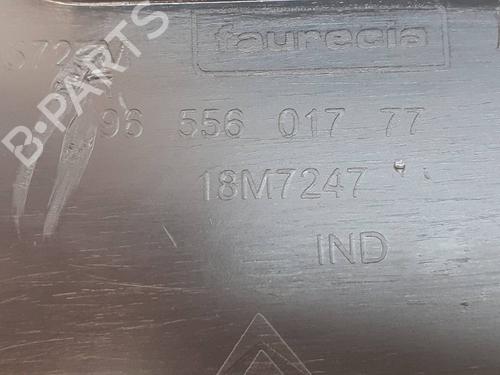 faurecia
96 556 017 77
18M7247
IND
B-PARTS